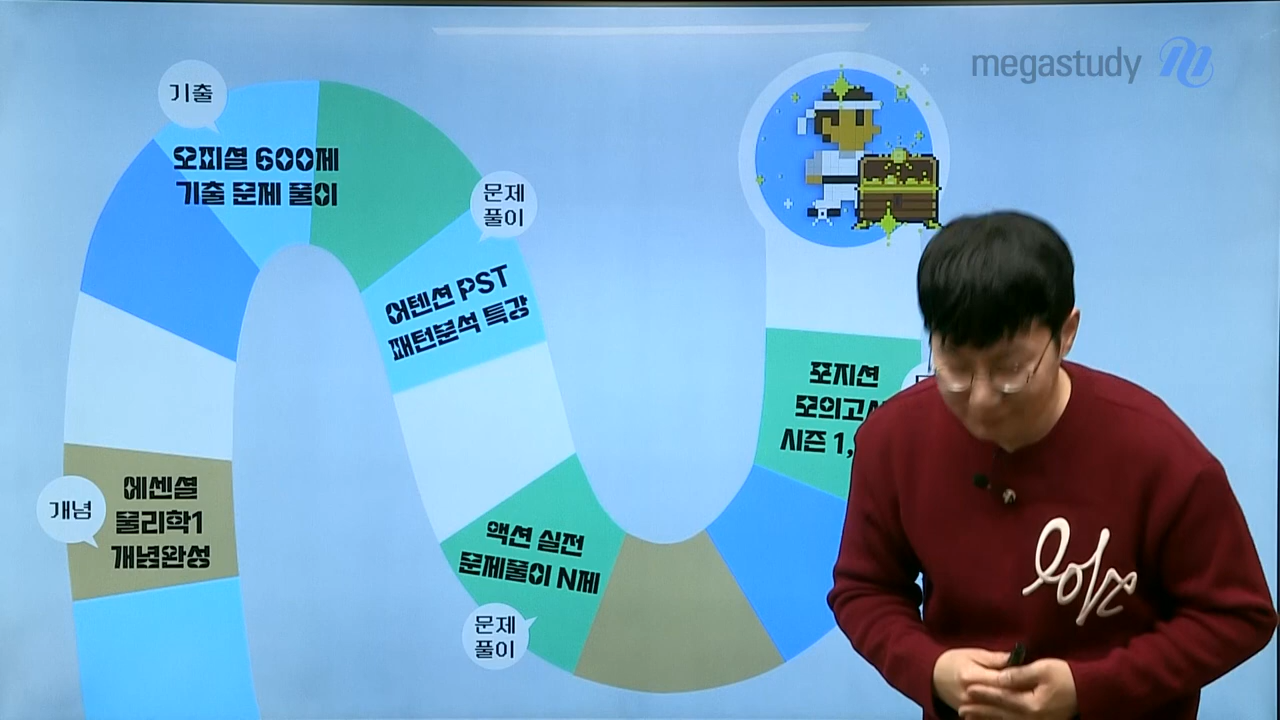 megastudy
기출
오피셜 600제
기출 문제 풀이
문제
풀이
어텐션 PST
패턴분석 특강
포지션
모의고사
시즌 1,
에센셜
물리학1
개념완성
개념
액션 실전
문제풀이 N제
문제
풀이
love